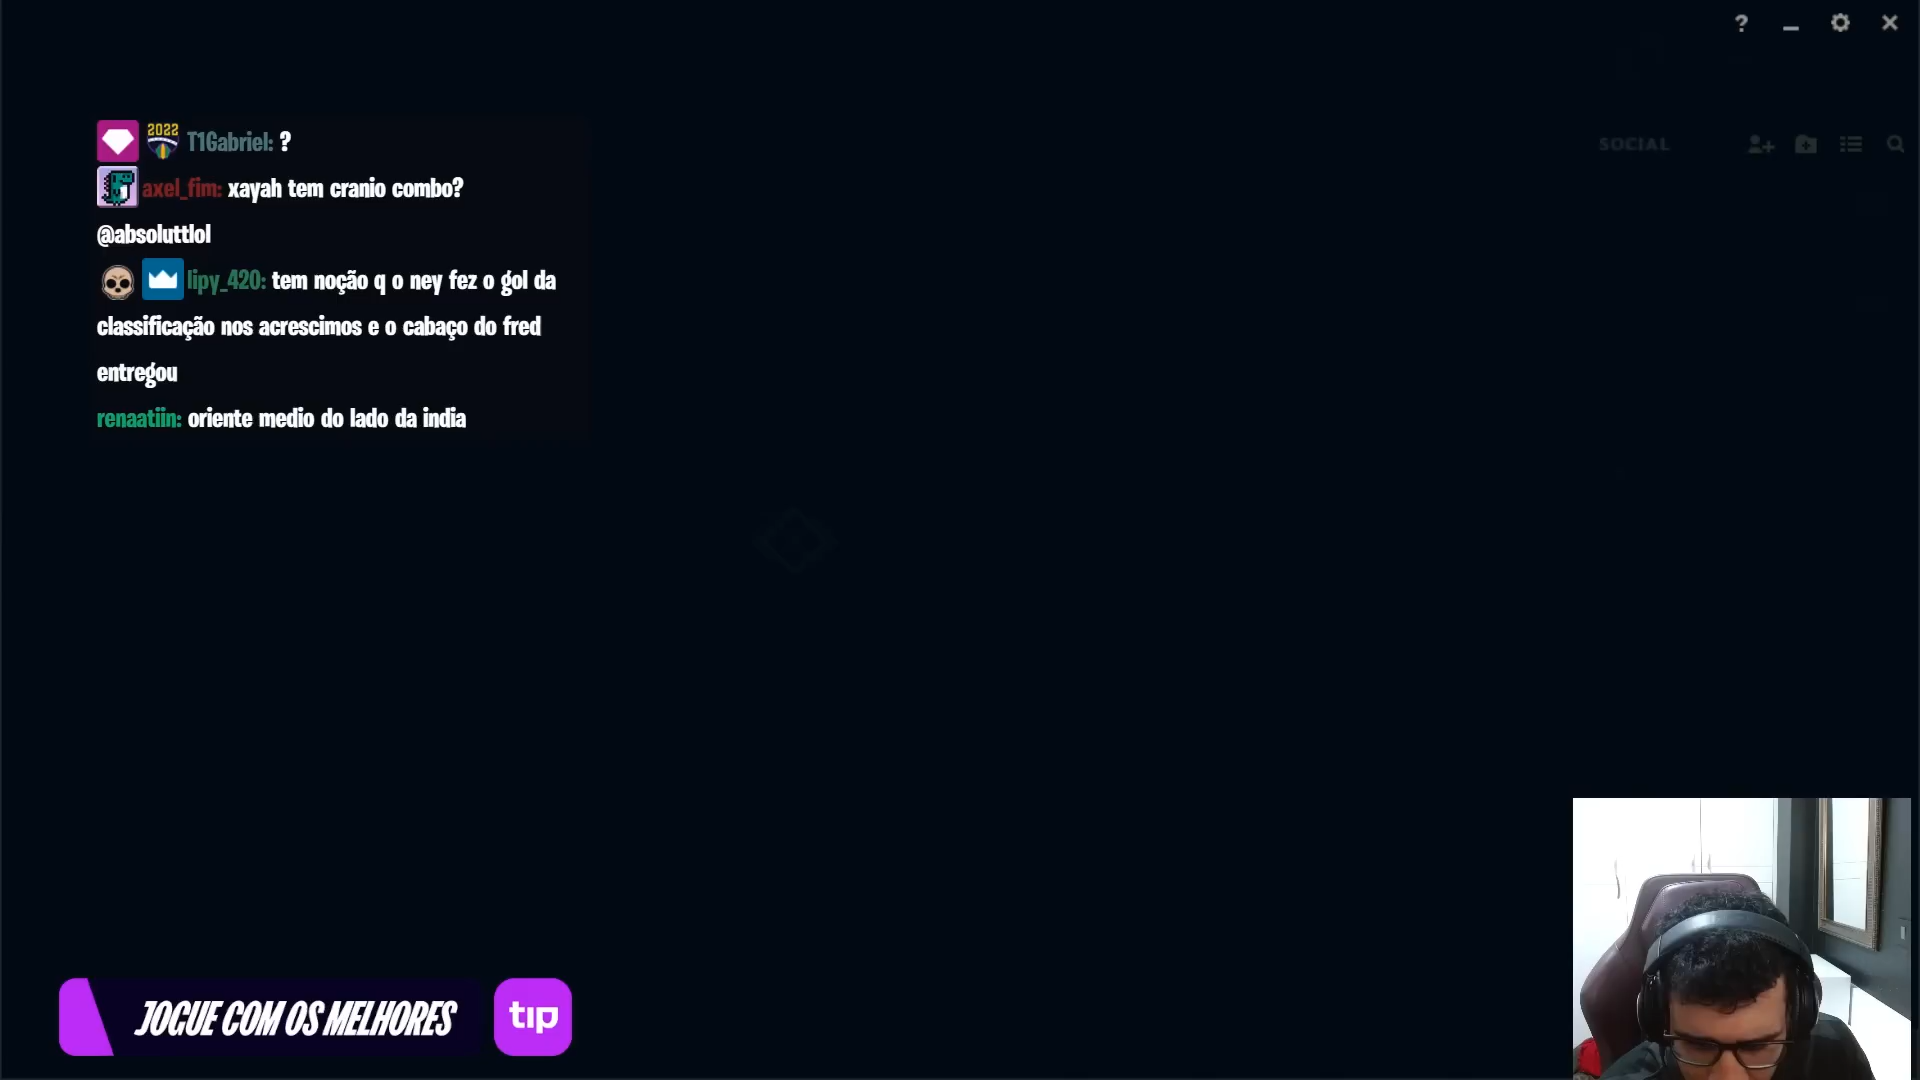 ?
SOCIAL
2022 T1Gabriel: ?
axel_fim: xayah tem cranio combo?
@absoluttlol
lipy_420: tem noção q o ney fez o gol da
classificação nos acrescimos e o cabaço do fred
entregou
renaatiin: oriente medio do lado da india
JOGUE COM OS MELHORES
tip